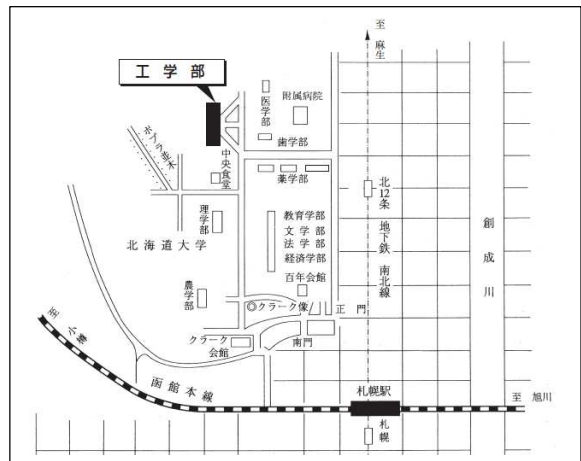 至
麻生
工学部
医学部
附属病院
歯学部
ポプラ並木
中央食堂
薬学部
北12条
地下鉄 南北線
創成川
理学部
教育学部
文学部
法学部
経済学部
北海道大学
百年会館
農学部
クラーク像
正門
至
小樽
クラーク
会館
南門
函館本線
札幌駅
至 旭川
札幌